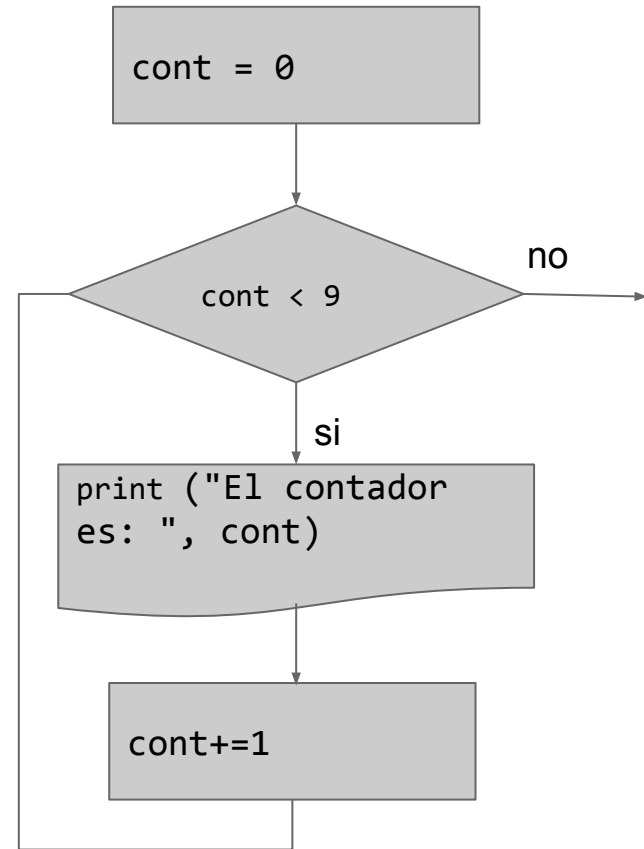 cont = 0
no
cont < 9
si
print ("El contador
es: ", cont)
cont+=1